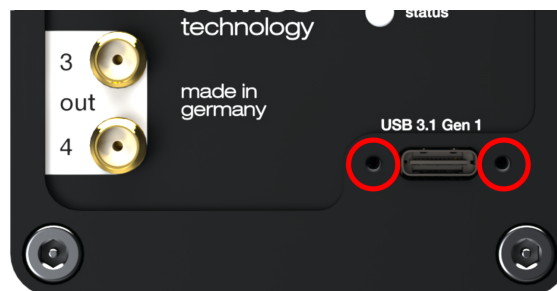 technology
status
3
out
4
made in
germany
USB 3.1 Gen 1